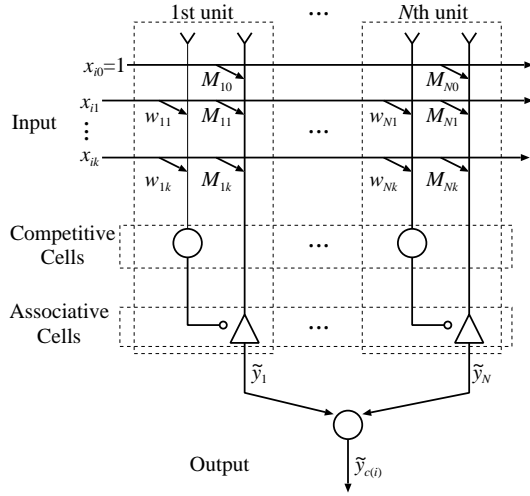 1st unit ... Nth unit
x_{i0}=1
M_{10} M_{N0}
x_{i1}
Input
w_{11} M_{11} w_{N1} M_{N1}
... ...
x_{ik}
w_{1k} M_{1k} w_{Nk} M_{Nk}
Competitive
Cells
...
Associative
Cells
...
ỹ_1 ỹ_N
Output
ỹ_{c(i)}